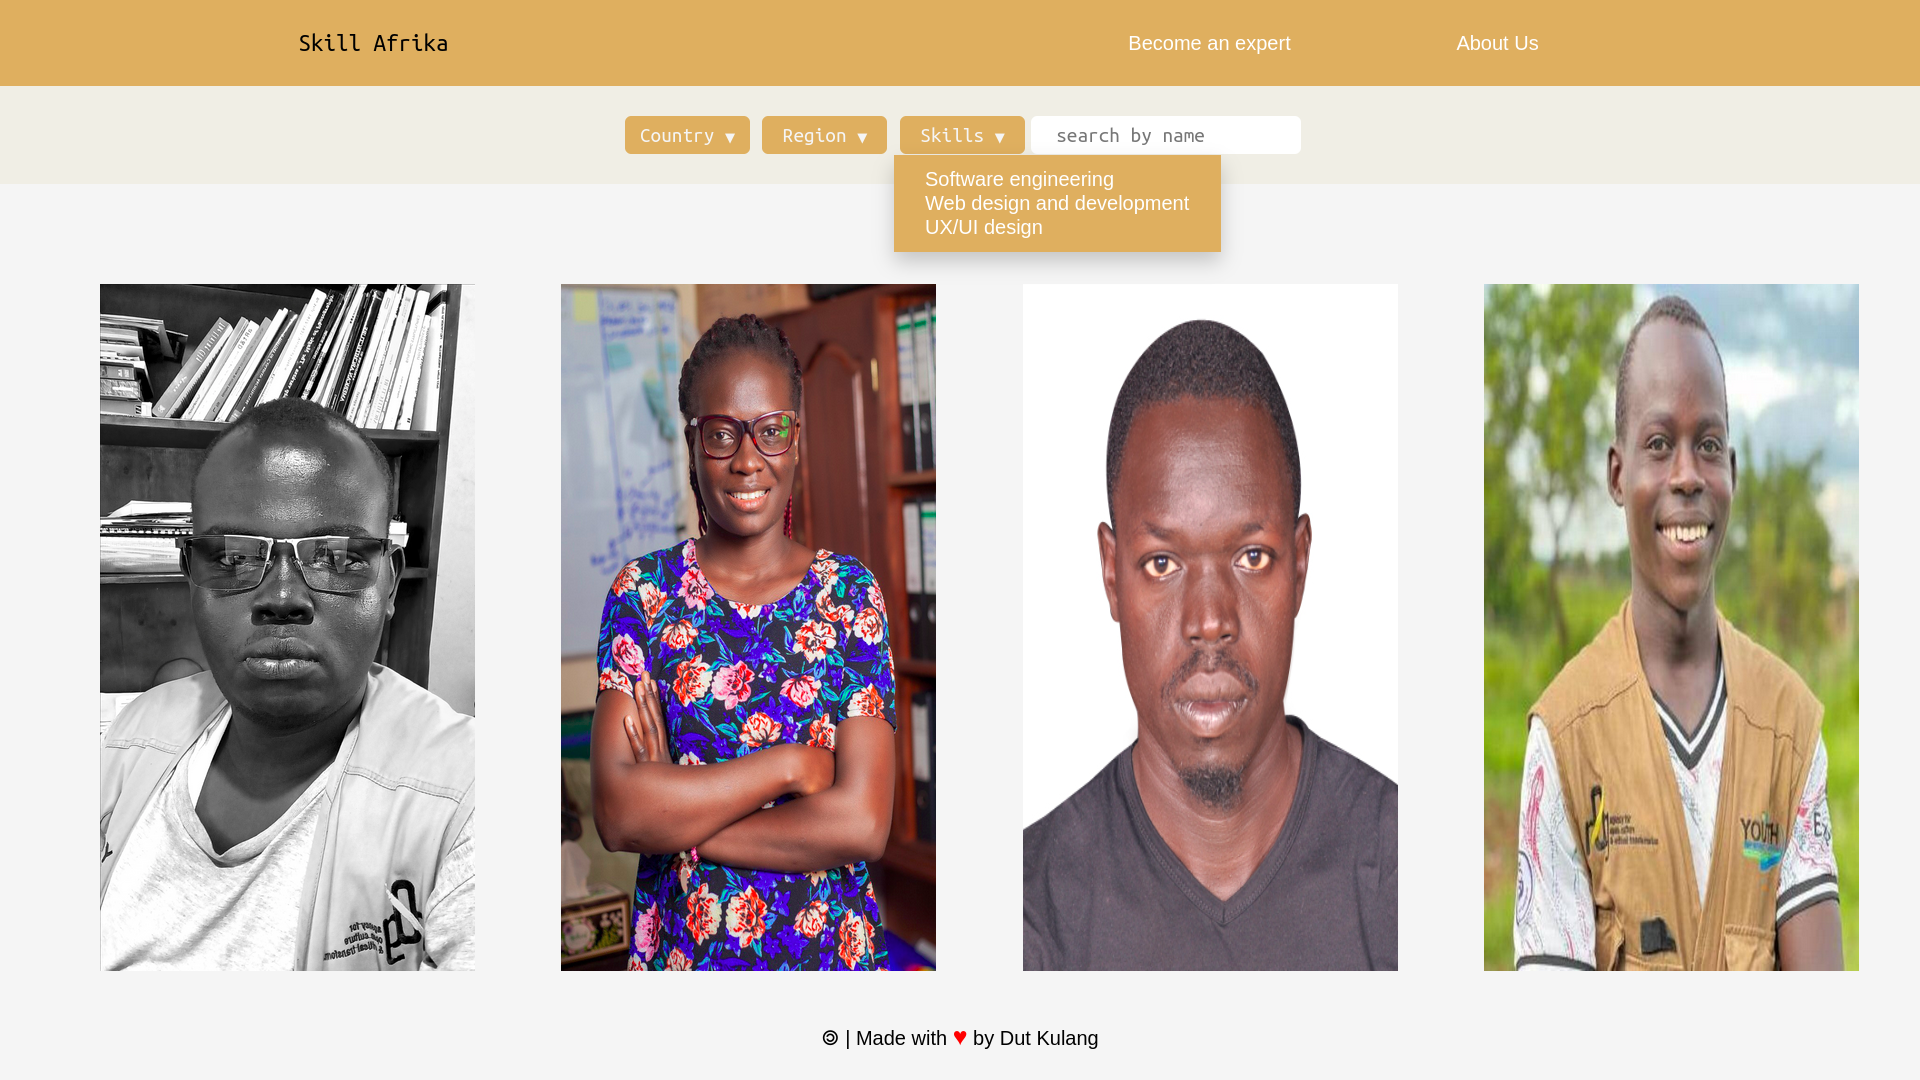 Skill Afrika
Become an expert
About Us
Country ▼
Region ▼
Skills ▼
search by name
Software engineering
Web design and development
UX/UI design
YOUTH
🄯 | Made with ♥ by Dut Kulang